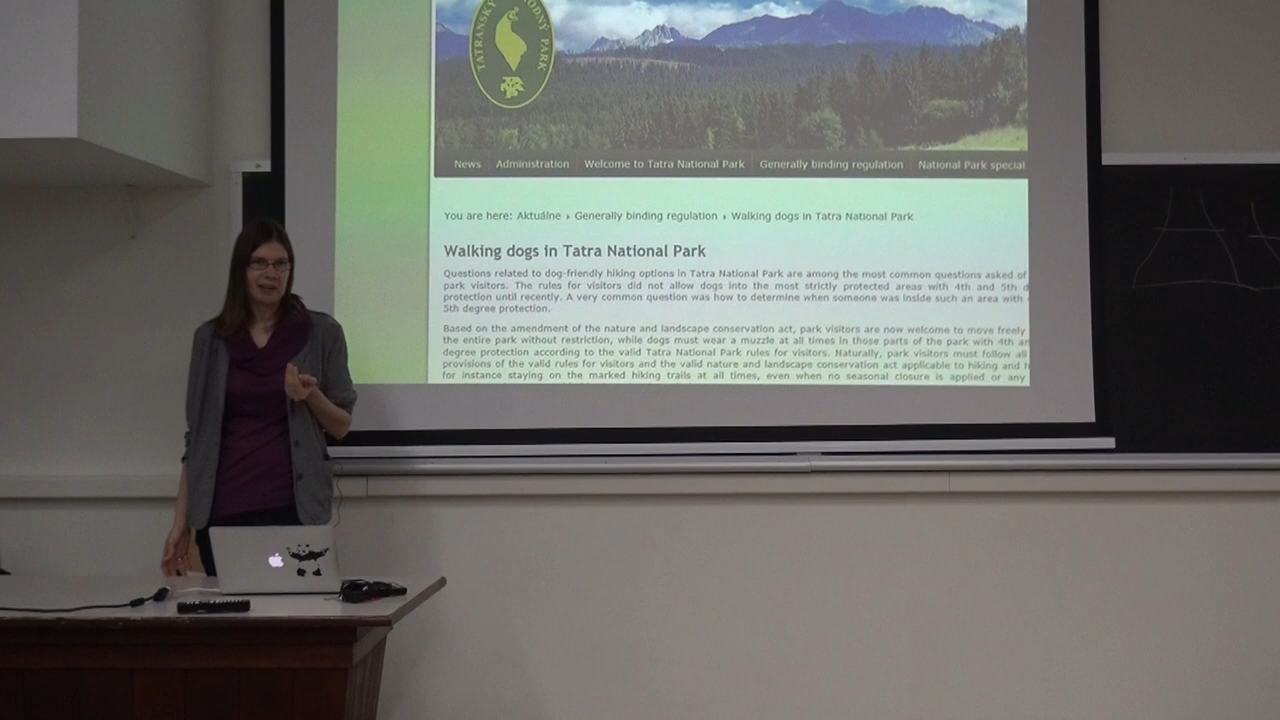 TATRANSKÝ
RODNÝ PARK
News Administration Welcome to Tatra National Park Generally binding regulation National Park special
You are here: Aktuálne › Generally binding regulation › Walking dogs in Tatra National Park
Walking dogs in Tatra National Park
Questions related to dog-friendly hiking options in Tatra National Park are among the most common questions asked of
park visitors. The rules for visitors did not allow dogs into the most strictly protected areas with 4th and 5th d
protection until recently. A very common question was how to determine when someone was inside such an area with
5th degree protection.
Based on the amendment of the nature and landscape conservation act, park visitors are now welcome to move freely
the entire park without restriction, while dogs must wear a muzzle at all times in those parts of the park with 4th an
degree protection according to the valid Tatra National Park rules for visitors. Naturally, park visitors must follow all
provisions of the valid rules for visitors and the valid nature and landscape conservation act applicable to hiking and h
for instance staying on the marked hiking trails at all times, even when no seasonal closure is applied or any